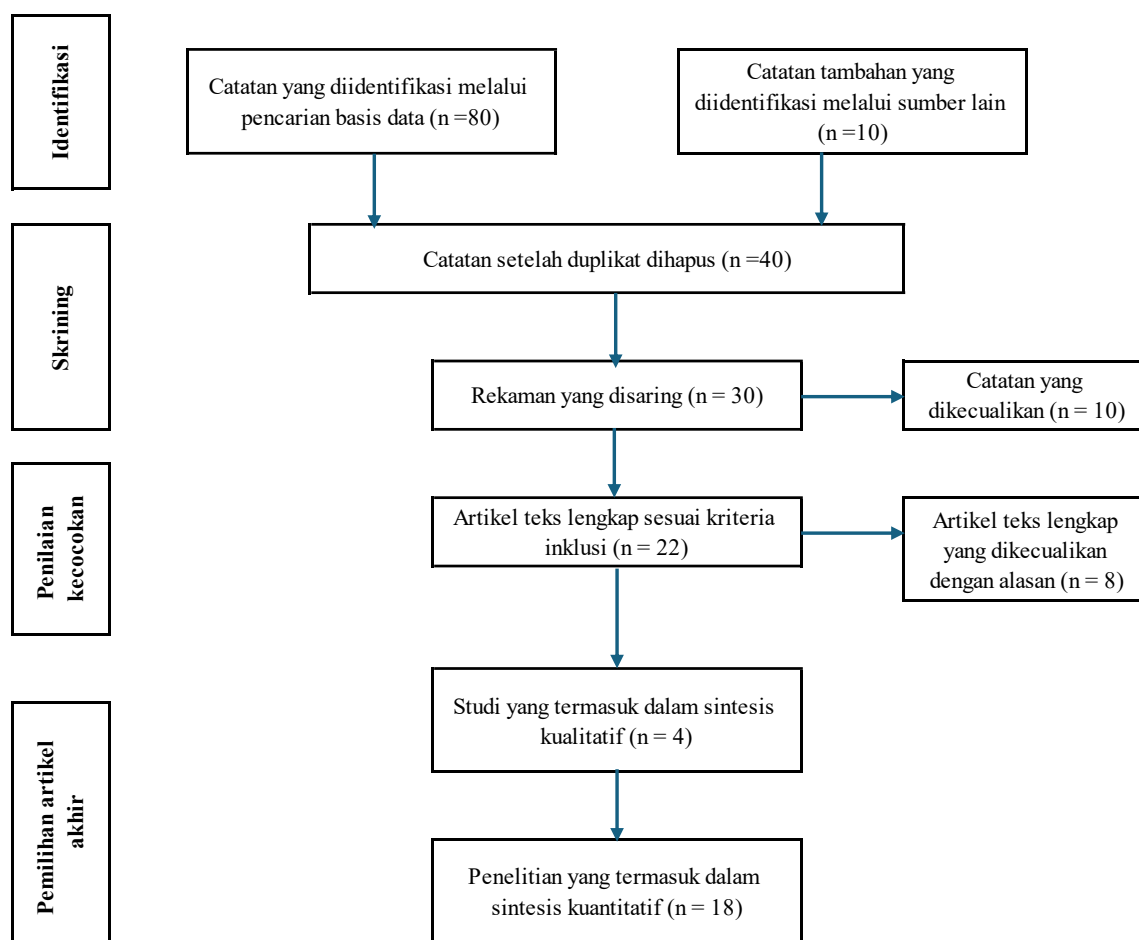 Identifikasi
Catatan yang diidentifikasi melalui
pencarian basis data (n =80)
Catatan tambahan yang
diidentifikasi melalui sumber lain
(n =10)
Skrining
Catatan setelah duplikat dihapus (n =40)
Rekaman yang disaring (n = 30)
Catatan yang
dikecualikan (n = 10)
Penilaian
kecocokan
Artikel teks lengkap sesuai kriteria
inklusi (n = 22)
Artikel teks lengkap
yang dikecualikan
dengan alasan (n = 8)
Pemilihan artikel
akhir
Studi yang termasuk dalam sintesis
kualitatif (n = 4)
Penelitian yang termasuk dalam
sintesis kuantitatif (n = 18)